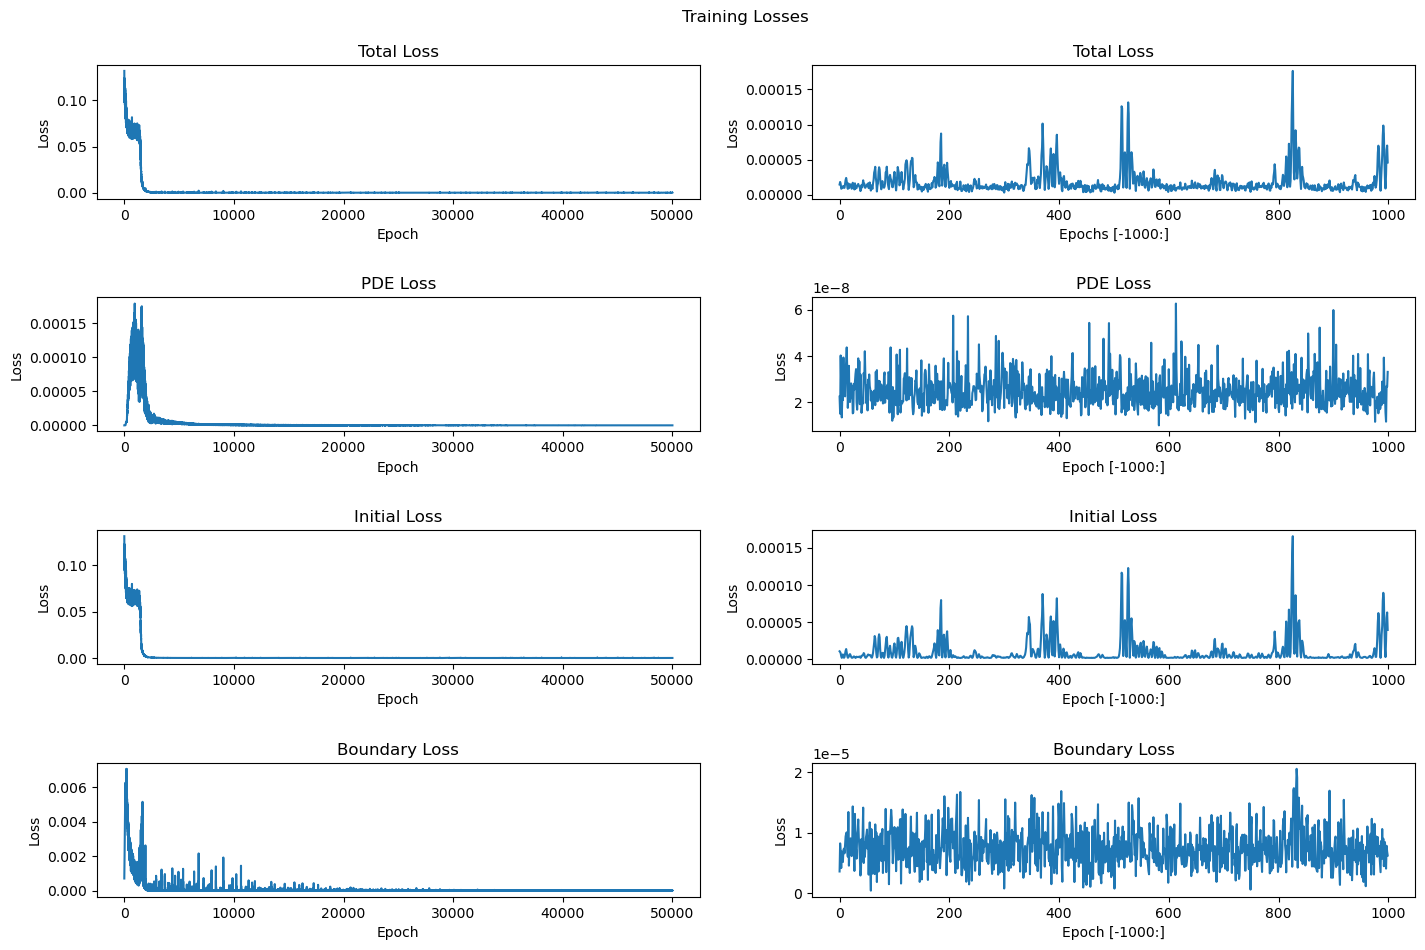 Training Losses
Total Loss
Loss
0.10
0.05
0.00
0 10000 20000 30000 40000 50000
Epoch
Total Loss
Loss
0.00015
0.00010
0.00005
0.00000
0 200 400 600 800 1000
Epochs [-1000:]
PDE Loss
Loss
0.00015
0.00010
0.00005
0.00000
0 10000 20000 30000 40000 50000
Epoch
PDE Loss
1e−8
Loss
6
4
2
0 200 400 600 800 1000
Epoch [-1000:]
Initial Loss
Loss
0.10
0.05
0.00
0 10000 20000 30000 40000 50000
Epoch
Initial Loss
Loss
0.00015
0.00010
0.00005
0.00000
0 200 400 600 800 1000
Epoch [-1000:]
Boundary Loss
Loss
0.006
0.004
0.002
0.000
0 10000 20000 30000 40000 50000
Epoch
Boundary Loss
1e−5
Loss
2
1
0
0 200 400 600 800 1000
Epoch [-1000:]